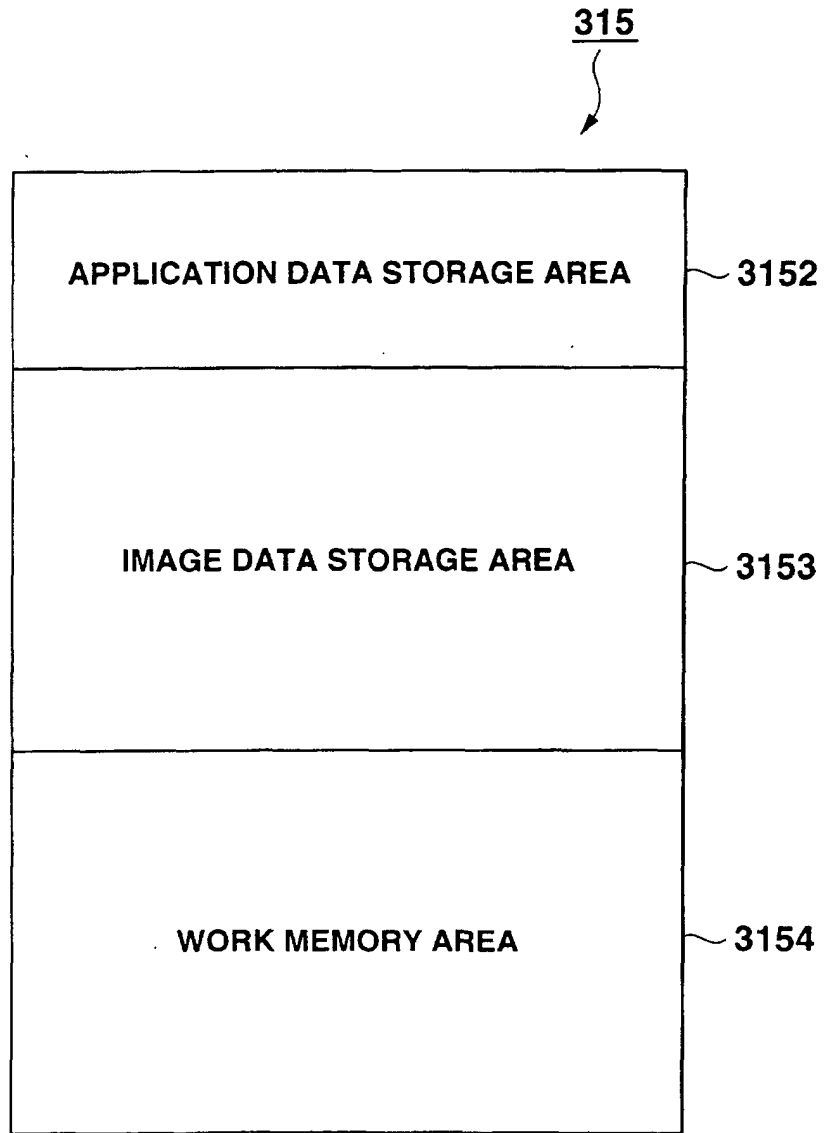 315
APPLICATION DATA STORAGE AREA
3152
IMAGE DATA STORAGE AREA
3153
WORK MEMORY AREA
3154